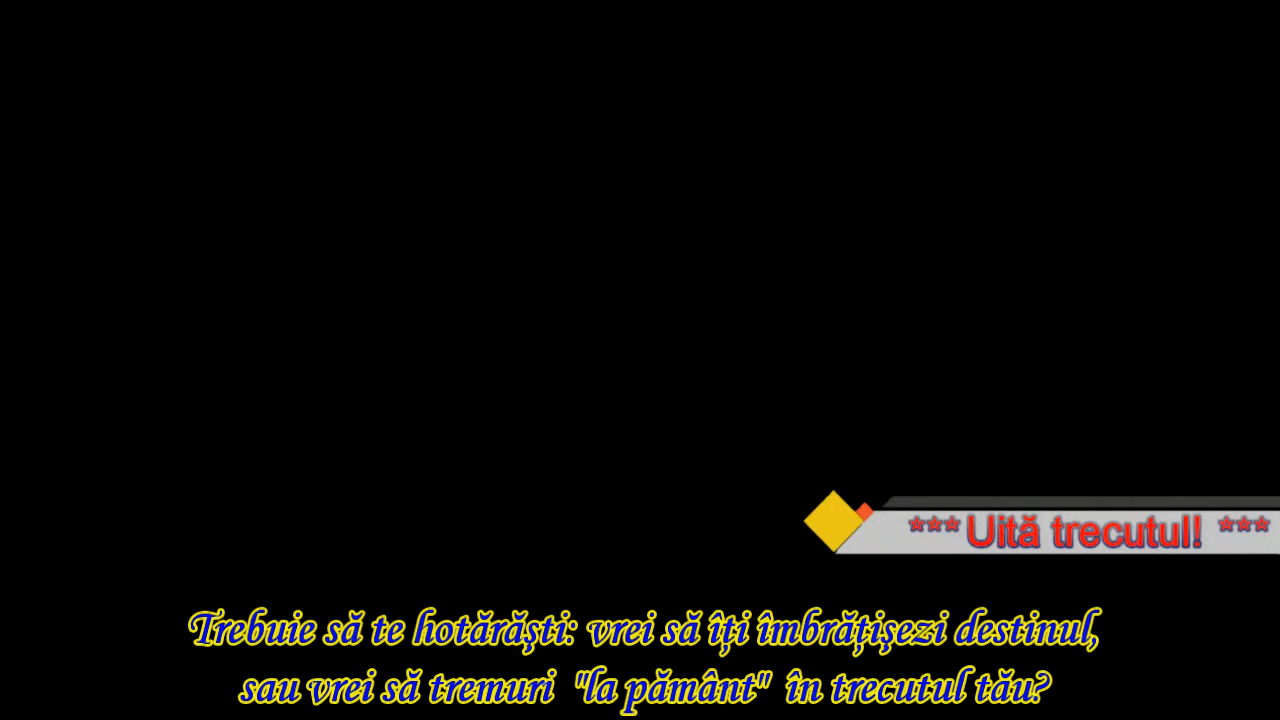 *** Uită trecutul! ***
Trebuie să te hotărăşti: vrei să îţi îmbrăţişezi destinul,
sau vrei să tremuri "la pământ" în trecutul tău?